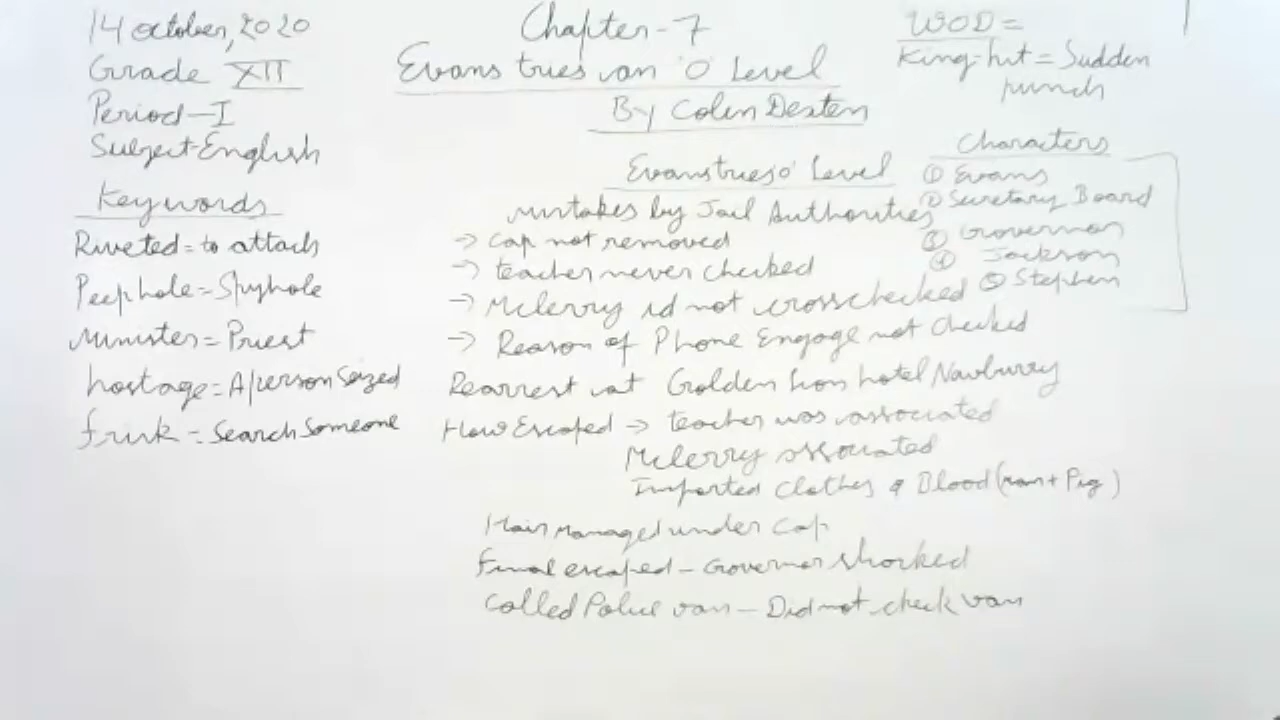 14 october, 2020
Grade XII
Period-I
Subject-English
Chapter-7
Evans tries an 'O' Level
By Colin Dexten
WOD =
King-hit = Sudden
punch
Keywords
Riveted = to attach
Peephole = Spyhole
Minister = Priest
hostage = A person Seized
frisk = Search Someone
Evans tries o' Level
mistakes by Jail Authorities
-> Cap not removed
-> teacher never checked
-> Mclerry id not crosschecked
-> Reason of Phone Engage not checked
Rearrest at Golden lion hotel Newburry
How Escaped -> teacher was associated
Mclerry associated
Imported clothes & Blood (man + Pig)
Hair Managed under Cap
Final escaped - Governor shocked
Called Police van - Did not check van
Characters
① Evans
② Secretary Board
③ Governor
④ Jackson
⑤ Stephen